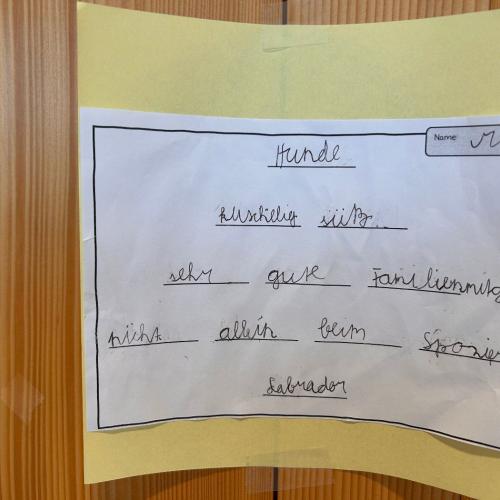 Name
Hunde
kuschelig süß
sehr gute Familienmitg
nicht allein beim Spazier
Labrador